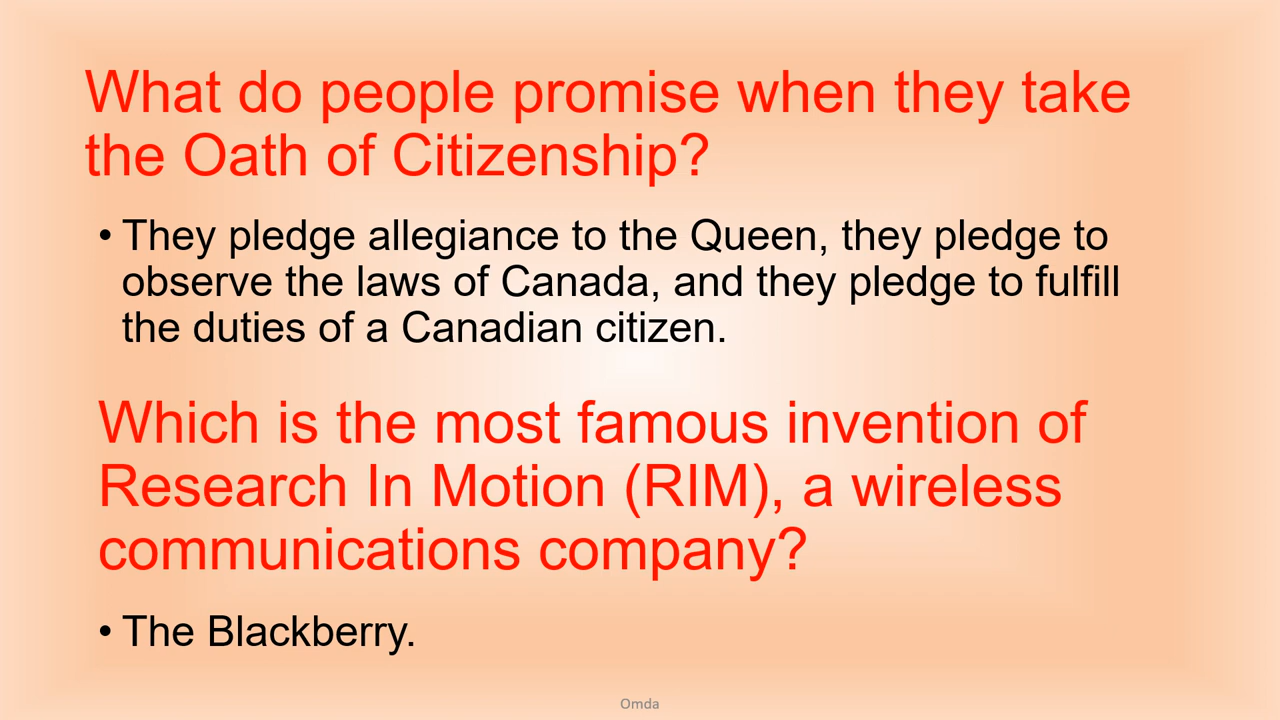 What do people promise when they take
the Oath of Citizenship?
• They pledge allegiance to the Queen, they pledge to
observe the laws of Canada, and they pledge to fulfill
the duties of a Canadian citizen.
Which is the most famous invention of
Research In Motion (RIM), a wireless
communications company?
• The Blackberry.
Omda